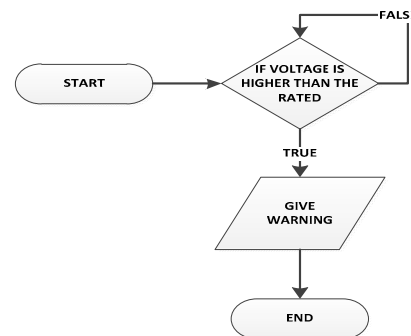 FALS
START
IF VOLTAGE IS
HIGHER THAN THE
RATED
TRUE
GIVE
WARNING
END